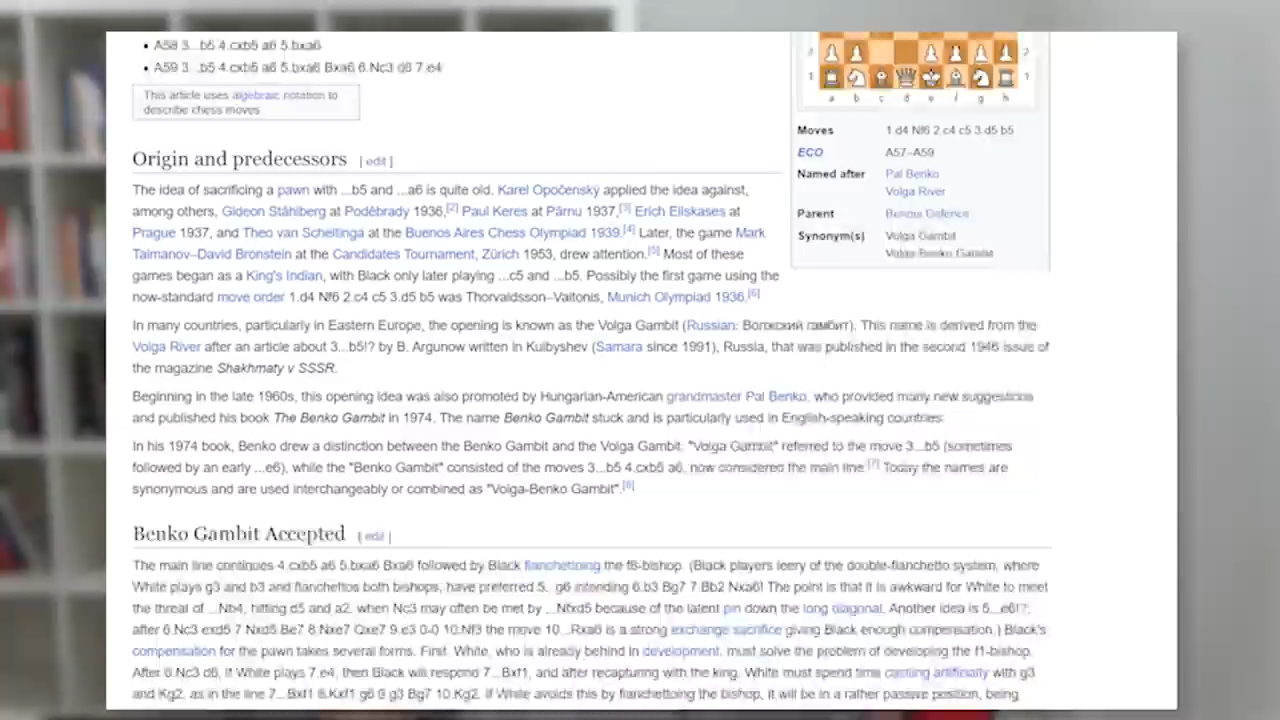 A58 3...b5 4.cxb5 a6 5.bxa6
A59 3...b5 4.cxb5 a6 5.bxa6 Bxa6 6.Nc3 d6 7.e4
This article uses algebraic notation to
describe chess moves
2 2
1 1
a b c d e f g h
Moves 1.d4 Nf6 2.c4 c5 3.d5 b5
ECO A57–A59
Named after Pal Benko
Volga River
Parent Benoni Defence
Synonym(s) Volga Gambit
Volga-Benko Gambit
Origin and predecessors [ edit ]
The idea of sacrificing a pawn with ...b5 and ...a6 is quite old. Karel Opočenský applied the idea against,
among others, Gideon Ståhlberg at Poděbrady 1936,[2] Paul Keres at Pärnu 1937,[3] Erich Eliskases at
Prague 1937, and Theo van Scheltinga at the Buenos Aires Chess Olympiad 1939.[4] Later, the game Mark
Taimanov–David Bronstein at the Candidates Tournament, Zürich 1953, drew attention.[5] Most of these
games began as a King's Indian, with Black only later playing ...c5 and ...b5. Possibly the first game using the
now-standard move order 1.d4 Nf6 2.c4 c5 3.d5 b5 was Thorvaldsson–Vaitonis, Munich Olympiad 1936.[6]
In many countries, particularly in Eastern Europe, the opening is known as the Volga Gambit (Russian: Волжский гамбит). This name is derived from the
Volga River after an article about 3...b5!? by B. Argunow written in Kuibyshev (Samara since 1991), Russia, that was published in the second 1946 issue of
the magazine Shakhmaty v SSSR.
Beginning in the late 1960s, this opening idea was also promoted by Hungarian-American grandmaster Pal Benko, who provided many new suggestions
and published his book The Benko Gambit in 1974. The name Benko Gambit stuck and is particularly used in English-speaking countries.
In his 1974 book, Benko drew a distinction between the Benko Gambit and the Volga Gambit: "Volga Gambit" referred to the move 3...b5 (sometimes
followed by an early ...e6), while the "Benko Gambit" consisted of the moves 3...b5 4.cxb5 a6, now considered the main line.[7] Today the names are
synonymous and are used interchangeably or combined as "Volga-Benko Gambit".[8]
Benko Gambit Accepted [ edit ]
The main line continues 4.cxb5 a6 5.bxa6 Bxa6 followed by Black fianchettoing the f8-bishop. (Black players leery of the double-fianchetto system, where
White plays g3 and b3 and fianchettos both bishops, have preferred 5...g6 intending 6.b3 Bg7 7.Bb2 Nxa6! The point is that it is awkward for White to meet
the threat of ...Nb4, hitting d5 and a2, when Nc3 may often be met by ...Nfxd5 because of the latent pin down the long diagonal. Another idea is 5...e6!?;
after 6.Nc3 exd5 7.Nxd5 Be7 8.Nxe7 Qxe7 9.e3 0-0 10.Nf3 the move 10...Rxa6 is a strong exchange sacrifice giving Black enough compensation.) Black's
compensation for the pawn takes several forms. First, White, who is already behind in development, must solve the problem of developing the f1-bishop.
After 6.Nc3 d6, if White plays 7.e4, then Black will respond 7...Bxf1, and after recapturing with the king, White must spend time castling artificially with g3
and Kg2, as in the line 7...Bxf1 8.Kxf1 g6 9.g3 Bg7 10.Kg2. If White avoids this by fianchettoing the bishop, it will be in a rather passive position, being